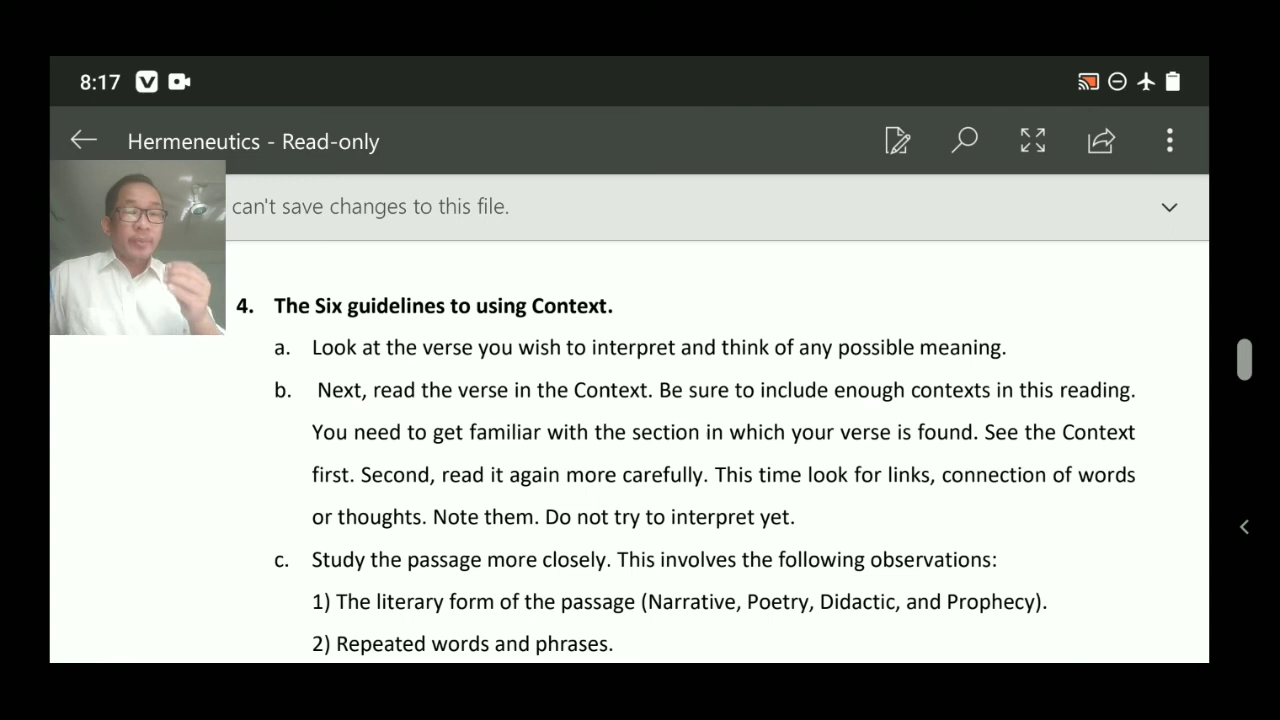 8:17
Hermeneutics - Read-only
can't save changes to this file.
4. The Six guidelines to using Context.
a. Look at the verse you wish to interpret and think of any possible meaning.
b. Next, read the verse in the Context. Be sure to include enough contexts in this reading.
You need to get familiar with the section in which your verse is found. See the Context
first. Second, read it again more carefully. This time look for links, connection of words
or thoughts. Note them. Do not try to interpret yet.
c. Study the passage more closely. This involves the following observations:
1) The literary form of the passage (Narrative, Poetry, Didactic, and Prophecy).
2) Repeated words and phrases.